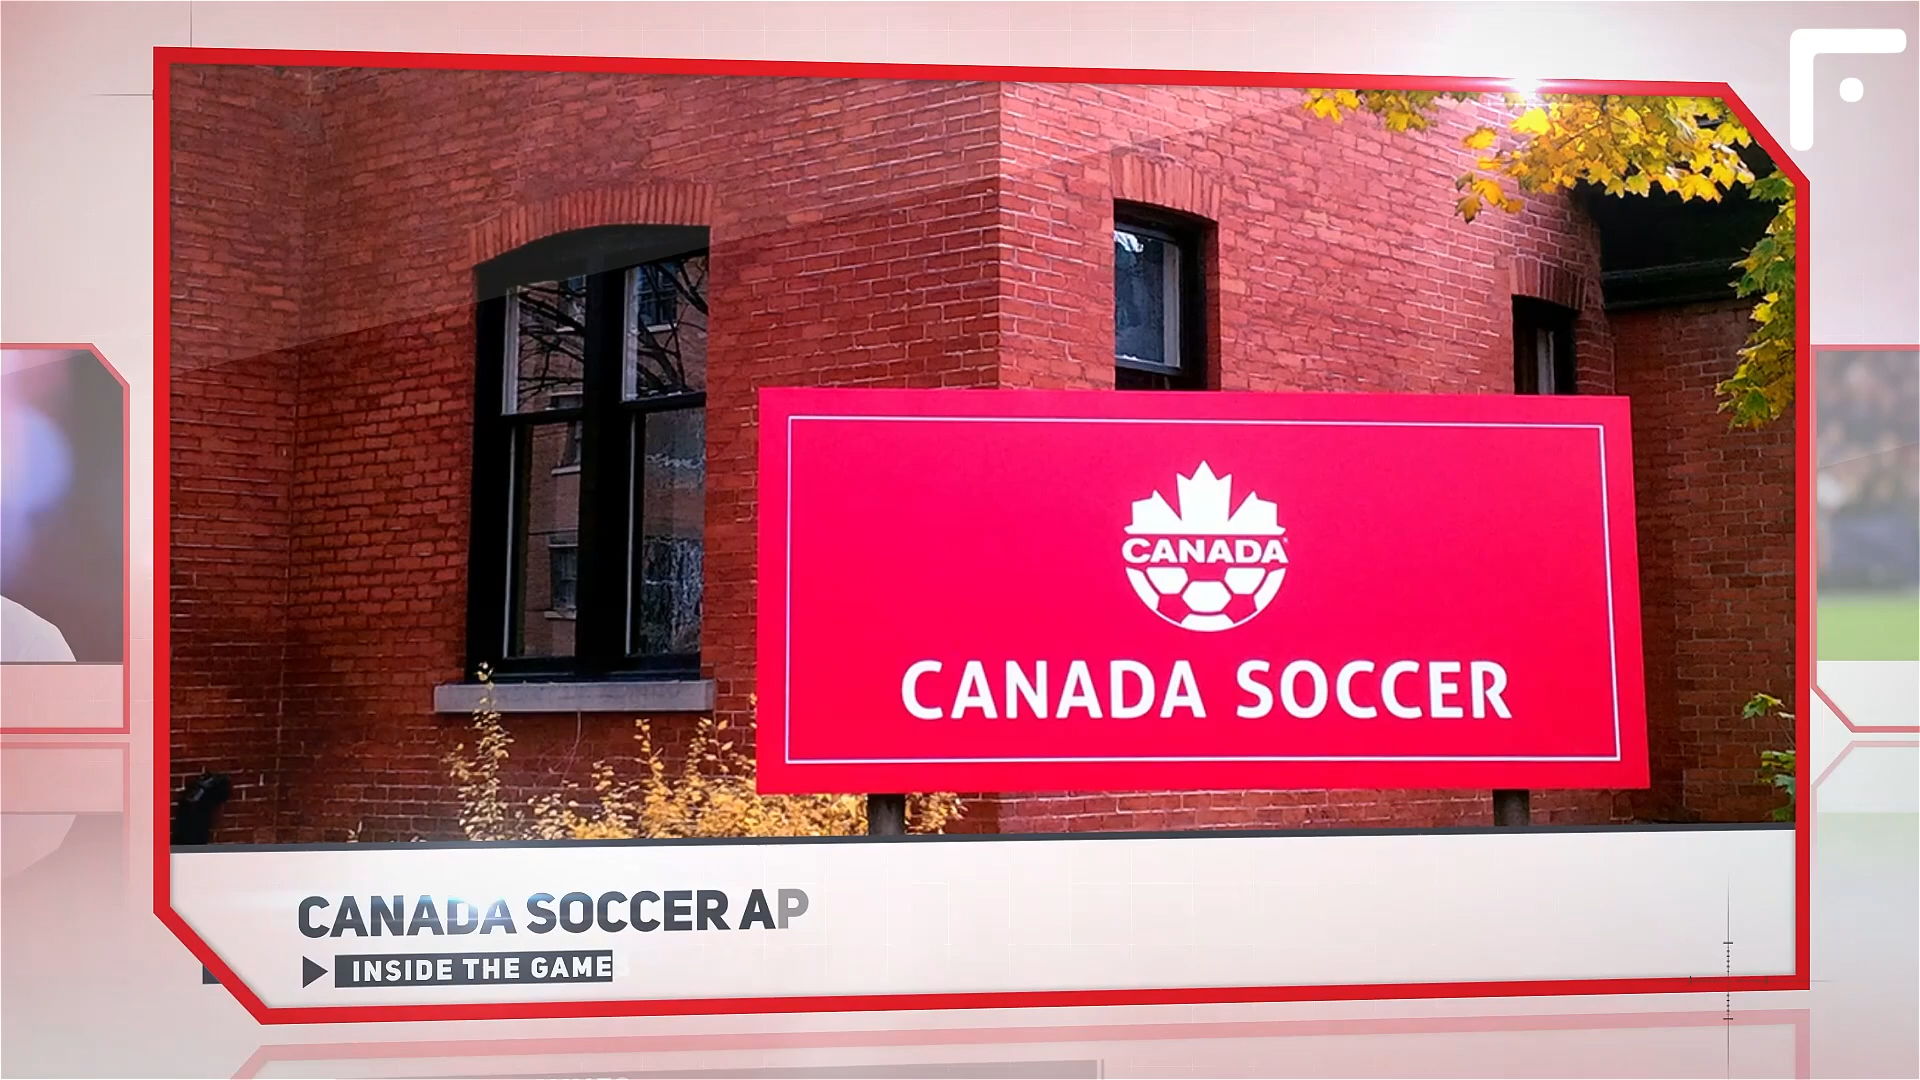 CANADA
CANADA SOCCER
CANADA SOCCER AP
INSIDE THE GAME